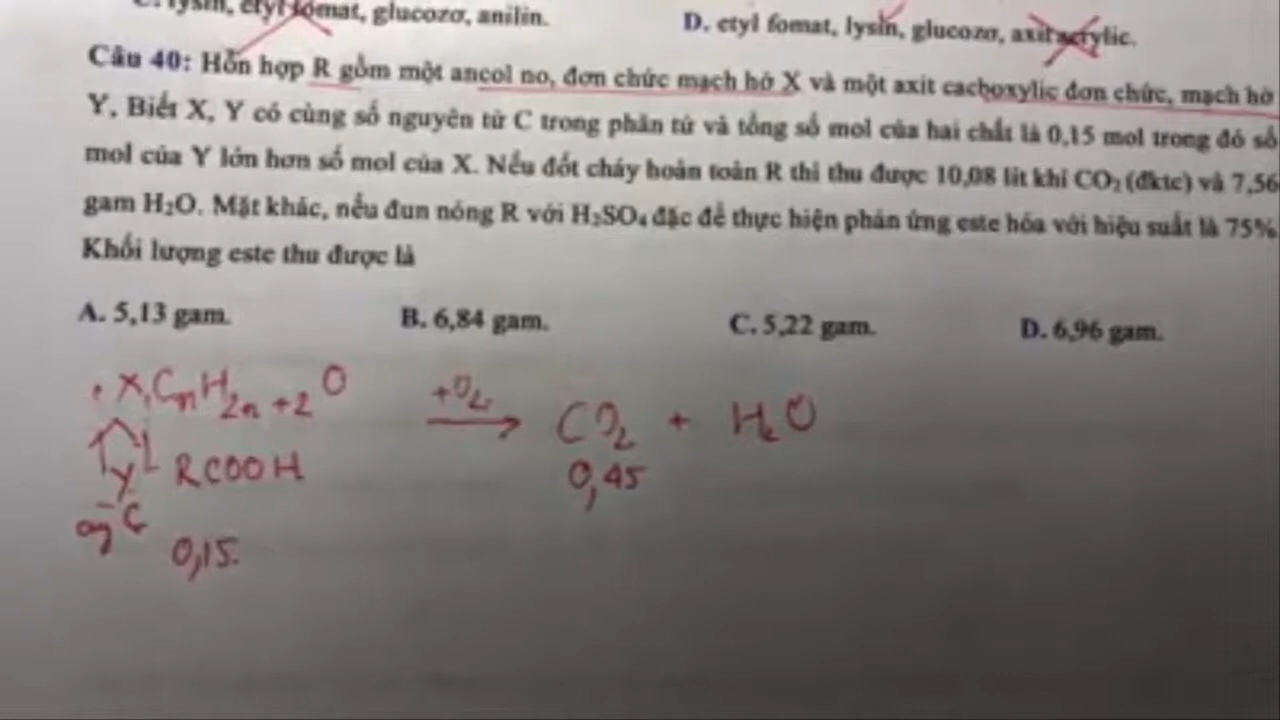 C. lysin, etyl fomat, glucozơ, anilin.
D. etyl fomat, lysin, glucozơ, axit acrylic.
Câu 40: Hỗn hợp R gồm một ancol no, đơn chức mạch hở X và một axit cacboxylic đơn chức, mạch hở
Y. Biết X, Y có cùng số nguyên tử C trong phân tử và tổng số mol của hai chất là 0,15 mol trong đó số
mol của Y lớn hơn số mol của X. Nếu đốt cháy hoàn toàn R thì thu được 10,08 lít khí CO₂ (đktc) và 7,56
gam H₂O. Mặt khác, nếu đun nóng R với H₂SO₄ đặc để thực hiện phản ứng este hóa với hiệu suất là 75%
Khối lượng este thu được là
A. 5,13 gam.
B. 6,84 gam.
C. 5,22 gam.
D. 6,96 gam.
X, CnH2n+2O +O2 → CO2 + H2O
Y RCOOH 0,45
C
0,15.